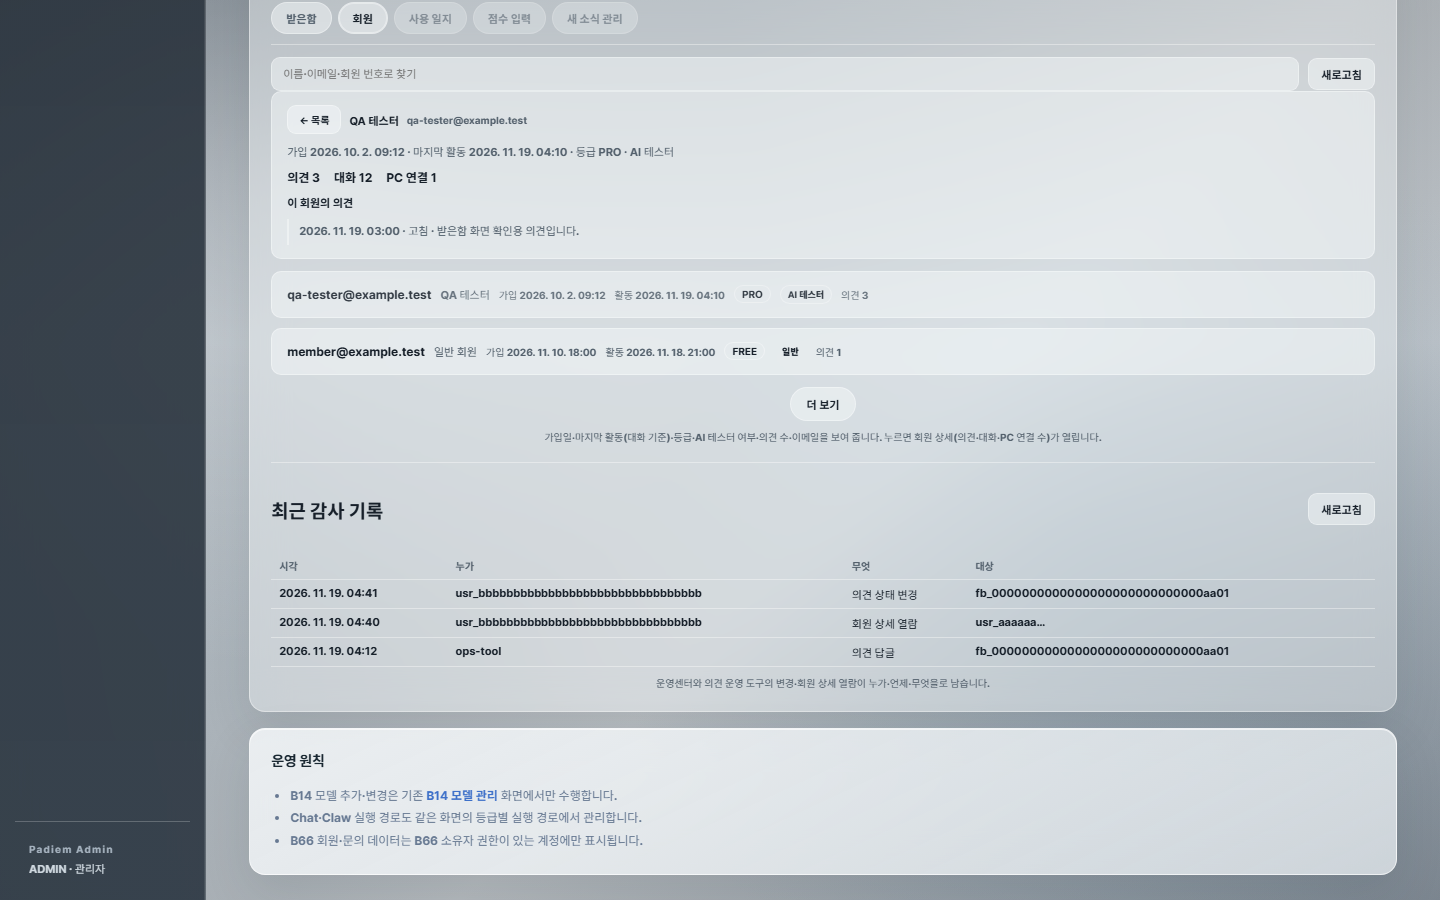 받은함 회원 사용 일지 점수 입력 새 소식 관리
이름·이메일·회원 번호로 찾기 새로고침
← 목록 QA 테스터 qa-tester@example.test
가입 2026. 10. 2. 09:12 · 마지막 활동 2026. 11. 19. 04:10 · 등급 PRO · AI 테스터
의견 3 대화 12 PC 연결 1
이 회원의 의견
2026. 11. 19. 03:00 · 고침 · 받은함 화면 확인용 의견입니다.
qa-tester@example.test QA 테스터 가입 2026. 10. 2. 09:12 활동 2026. 11. 19. 04:10 PRO AI 테스터 의견 3
member@example.test 일반 회원 가입 2026. 11. 10. 18:00 활동 2026. 11. 18. 21:00 FREE 일반 의견 1
더 보기
가입일·마지막 활동(대화 기준)·등급·AI 테스터 여부·의견 수·이메일을 보여 줍니다. 누르면 회원 상세(의견·대화·PC 연결 수)가 열립니다.
최근 감사 기록 새로고침
시각 누가 무엇 대상
2026. 11. 19. 04:41 usr_bbbbbbbbbbbbbbbbbbbbbbbbbbbbbbbb 의견 상태 변경 fb_0000000000000000000000000000aa01
2026. 11. 19. 04:40 usr_bbbbbbbbbbbbbbbbbbbbbbbbbbbbbbbb 회원 상세 열람 usr_aaaaaa…
2026. 11. 19. 04:12 ops-tool 의견 답글 fb_0000000000000000000000000000aa01
운영센터와 의견 운영 도구의 변경·회원 상세 열람이 누가·언제·무엇을로 남습니다.
운영 원칙
• B14 모델 추가·변경은 기존 B14 모델 관리 화면에서만 수행합니다.
• Chat·Claw 실행 경로도 같은 화면의 등급별 실행 경로에서 관리합니다.
• B66 회원·문의 데이터는 B66 소유자 권한이 있는 계정에만 표시됩니다.
Padiem Admin
ADMIN · 관리자